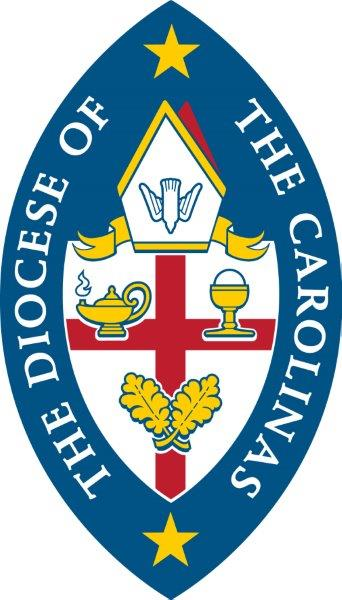 THE DIOCESE OF
THE CAROLINAS